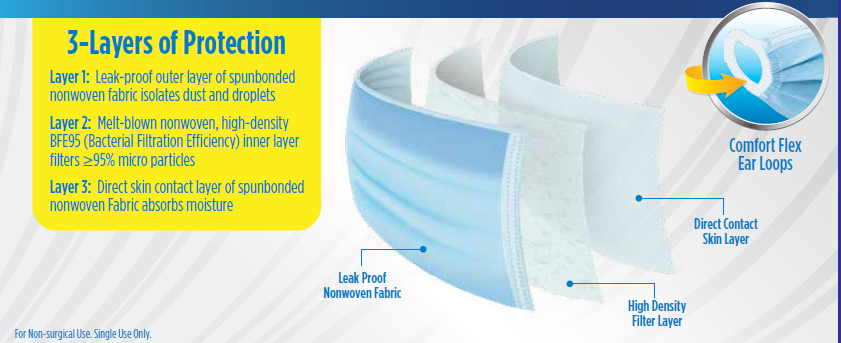 3-Layers of Protection
Layer 1: Leak-proof outer layer of spunbonded
nonwoven fabric isolates dust and droplets
Layer 2: Melt-blown nonwoven, high-density
BFE95 (Bacterial Filtration Efficiency) inner layer
filters ≥95% micro particles
Layer 3: Direct skin contact layer of spunbonded
nonwoven Fabric absorbs moisture
Comfort Flex
Ear Loops
Direct Contact
Skin Layer
Leak Proof
Nonwoven Fabric
High Density
Filter Layer
For Non-surgical Use. Single Use Only.